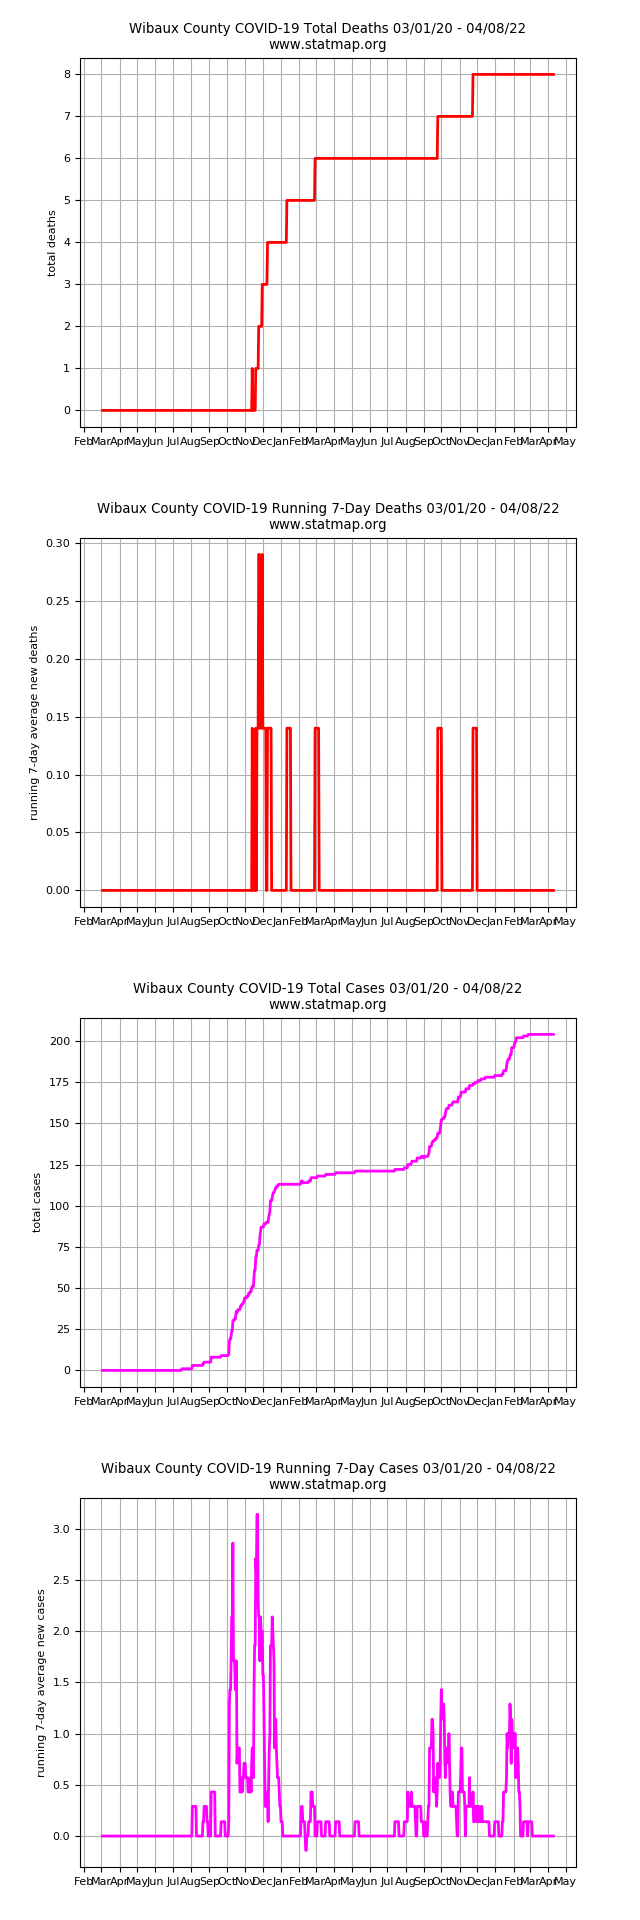 Wibaux County COVID-19 Total Deaths 03/01/20 - 04/08/22
www.statmap.org
8
7
6
5
4
3
2
1
0
total deaths
Feb Mar Apr May Jun Jul Aug Sep Oct Nov Dec Jan Feb Mar Apr May Jun Jul Aug Sep Oct Nov Dec Jan Feb Mar Apr May
Wibaux County COVID-19 Running 7-Day Deaths 03/01/20 - 04/08/22
www.statmap.org
0.30
0.25
0.20
0.15
0.10
0.05
0.00
running 7-day average new deaths
Feb Mar Apr May Jun Jul Aug Sep Oct Nov Dec Jan Feb Mar Apr May Jun Jul Aug Sep Oct Nov Dec Jan Feb Mar Apr May
Wibaux County COVID-19 Total Cases 03/01/20 - 04/08/22
www.statmap.org
200
175
150
125
100
75
50
25
0
total cases
Feb Mar Apr May Jun Jul Aug Sep Oct Nov Dec Jan Feb Mar Apr May Jun Jul Aug Sep Oct Nov Dec Jan Feb Mar Apr May
Wibaux County COVID-19 Running 7-Day Cases 03/01/20 - 04/08/22
www.statmap.org
3.0
2.5
2.0
1.5
1.0
0.5
0.0
running 7-day average new cases
Feb Mar Apr May Jun Jul Aug Sep Oct Nov Dec Jan Feb Mar Apr May Jun Jul Aug Sep Oct Nov Dec Jan Feb Mar Apr May